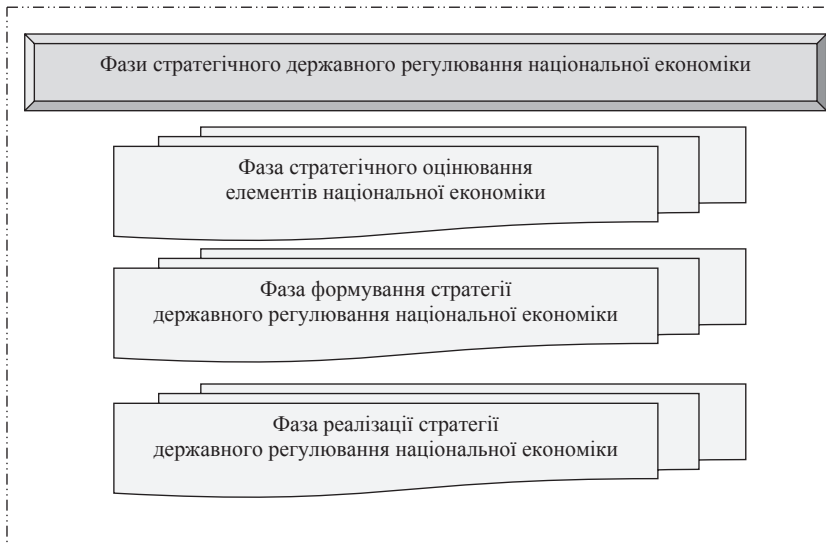 Фази стратегічного державного регулювання національної економіки
Фаза стратегічного оцінювання
елементів національної економіки
Фаза формування стратегії
державного регулювання національної економіки
Фаза реалізації стратегії
державного регулювання національної економіки